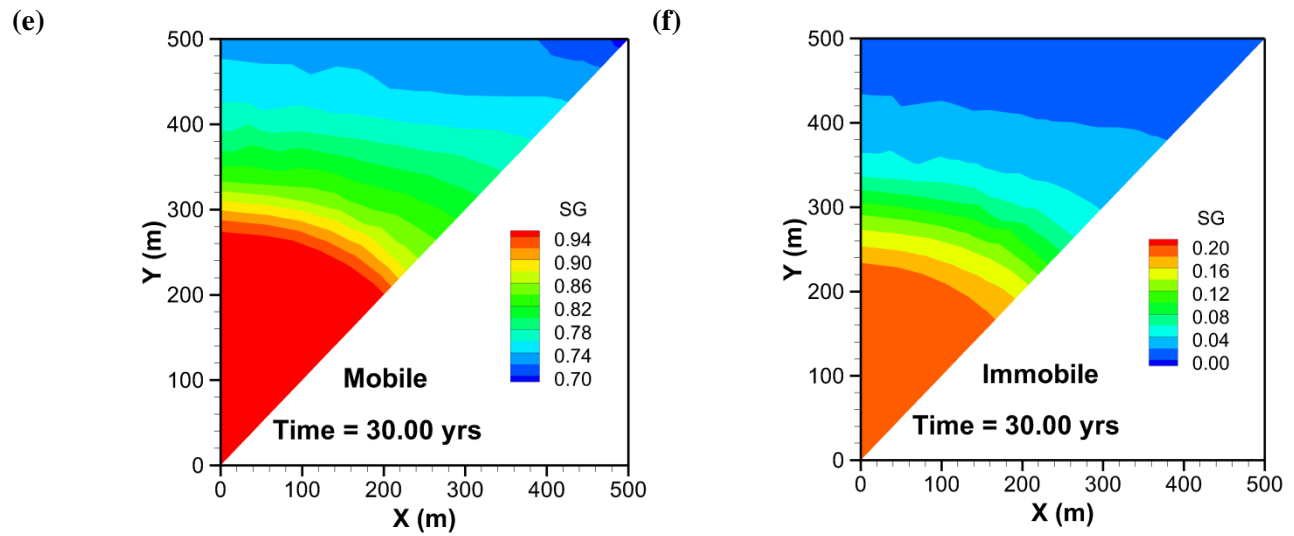 (e)
500
400
300
200
100
0
Y (m)
SG
0.94
0.90
0.86
0.82
0.78
0.74
0.70
Mobile
Time = 30.00 yrs
0 100 200 300 400 500
X (m)
(f)
500
400
300
200
100
0
Y (m)
SG
0.20
0.16
0.12
0.08
0.04
0.00
Immobile
Time = 30.00 yrs
0 100 200 300 400 500
X (m)